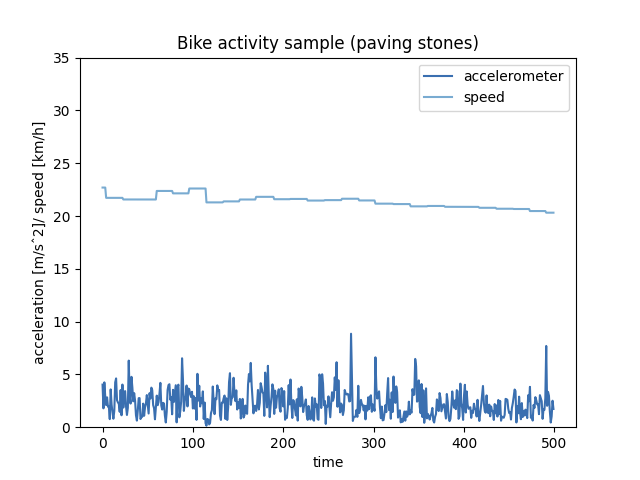 Bike activity sample (paving stones)
accelerometer
speed
acceleration [m/s^2]/ speed [km/h]
35
30
25
20
15
10
5
0
0 100 200 300 400 500
time